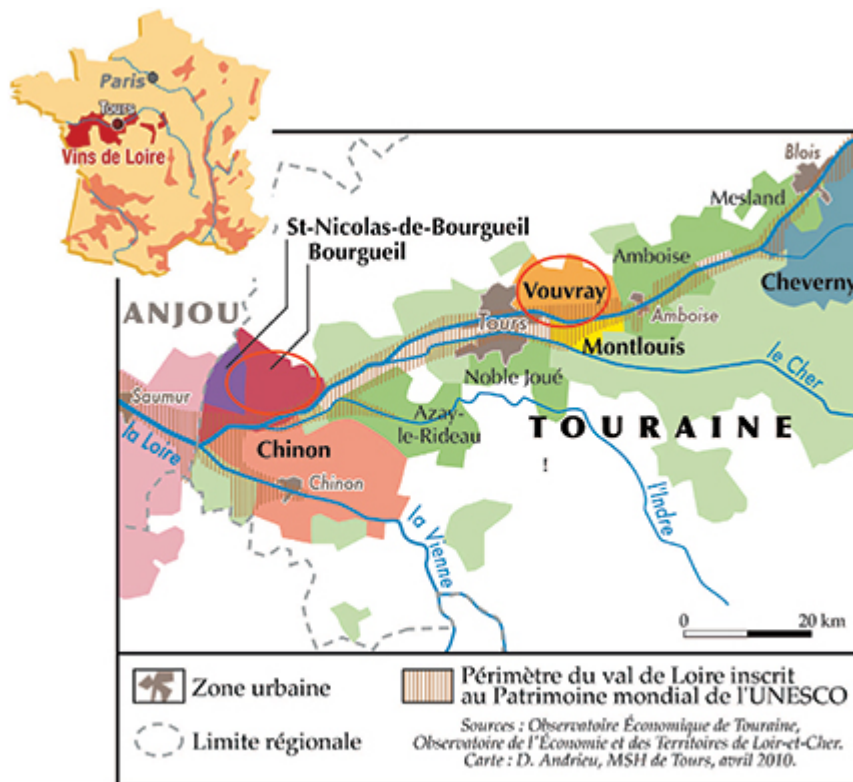 Paris
Tours
Vins de Loire
Blois
Mesland
St-Nicolas-de-Bourgueil
Bourgueil
Amboise
Cheverny
Vouvray
ANJOU
Tours
Amboise
Montlouis
le Cher
Noble Joué
Saumur
Azay-
le-Rideau
TOURAINE
la Loire
Chinon
!
Chinon
l'Indre
la Vienne
0 20 km
Zone urbaine
Périmètre du val de Loire inscrit
au Patrimoine mondial de l'UNESCO
Limite régionale
Sources : Observatoire Économique de Touraine,
Observatoire de l'Économie et des Territoires de Loir-et-Cher.
Carte : D. Andrieu, MSH de Tours, avril 2010.